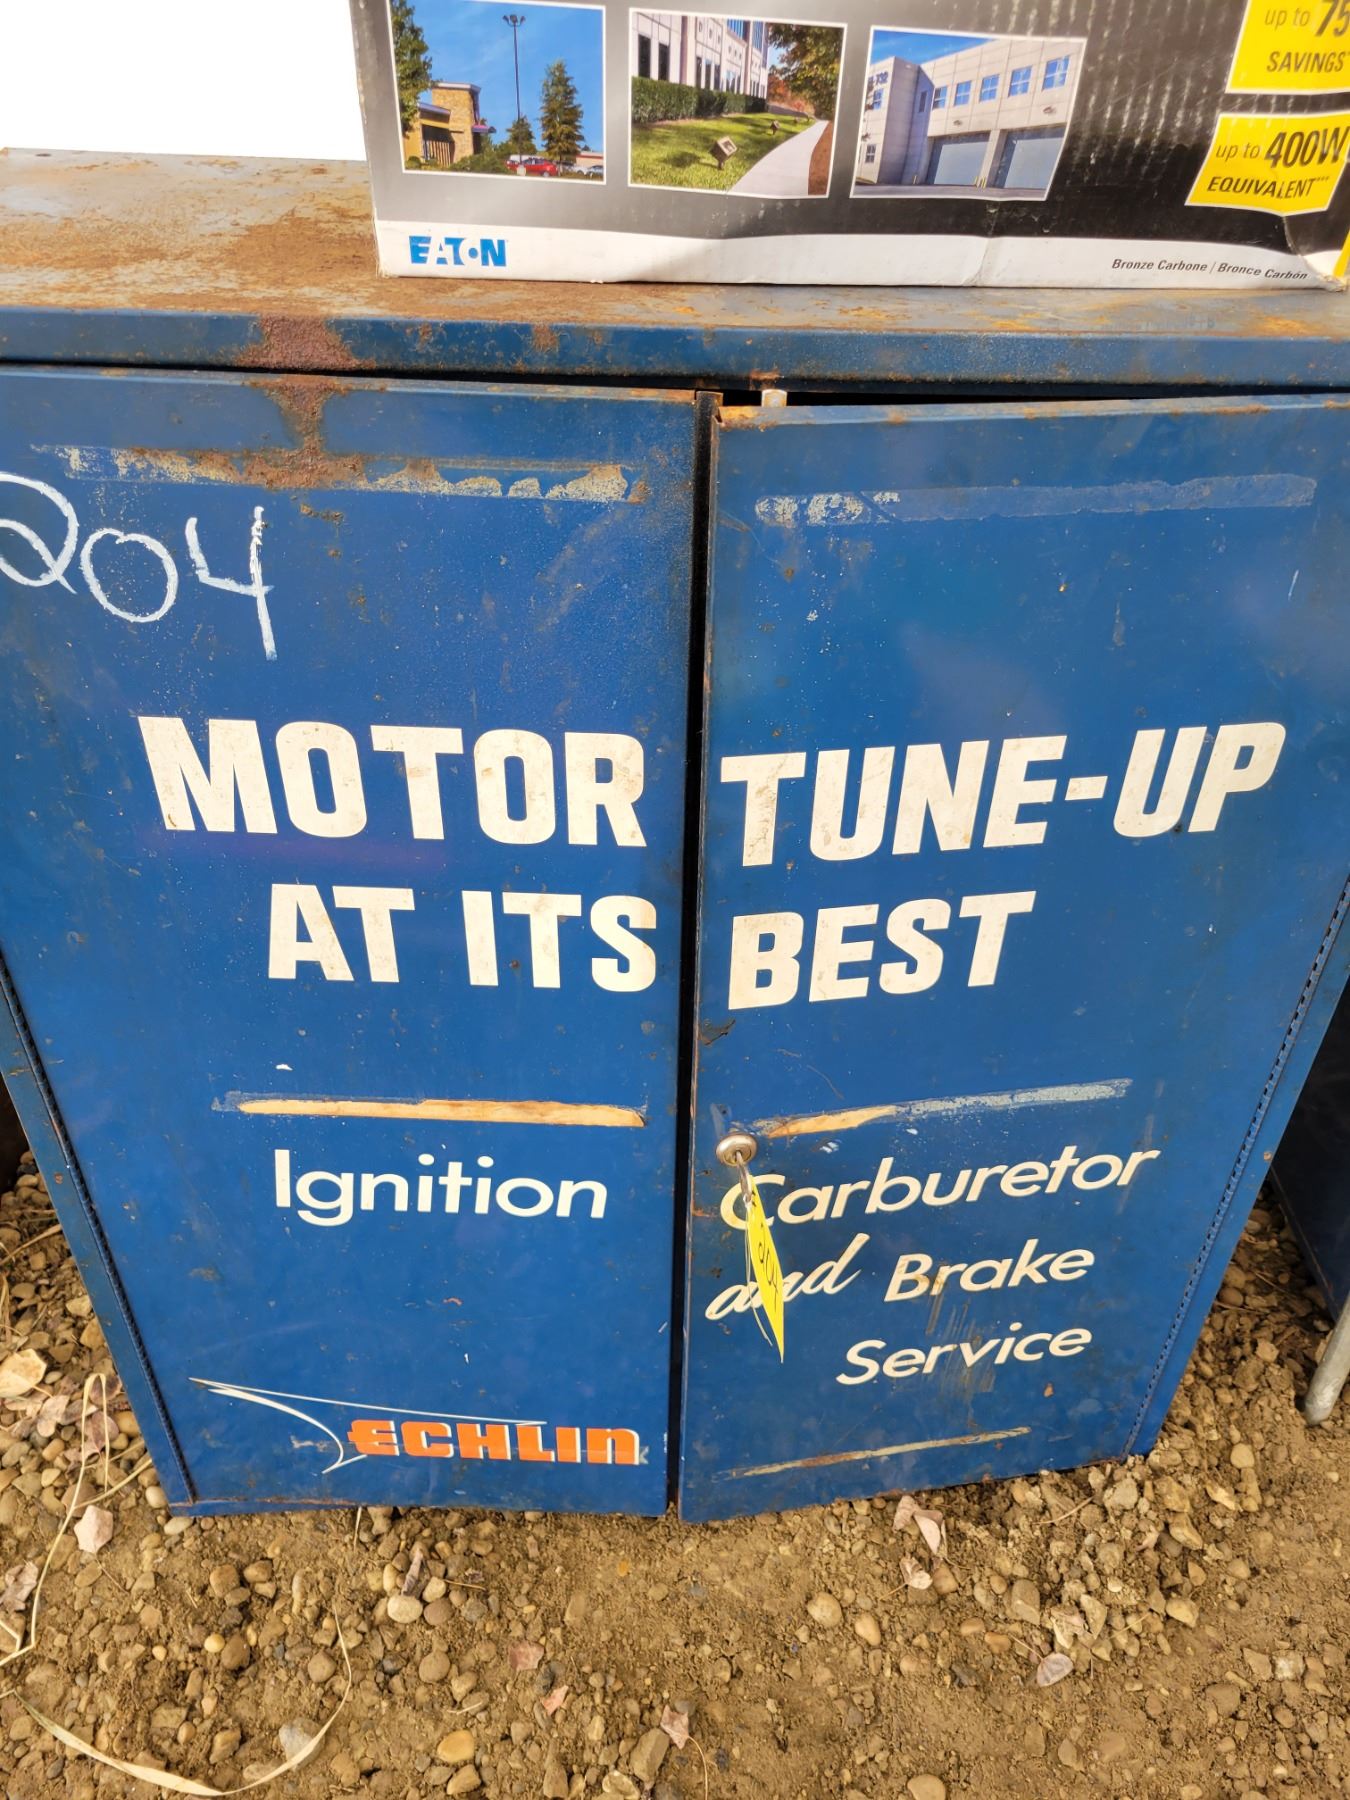 up to 75
SAVINGS*
up to 400W
EQUIVALENT***
EATON
Bronze Carbone / Bronce Carbón
204
MOTOR TUNE-UP
AT ITS BEST
Ignition
Carburetor
and Brake
Service
204
ECHLIN